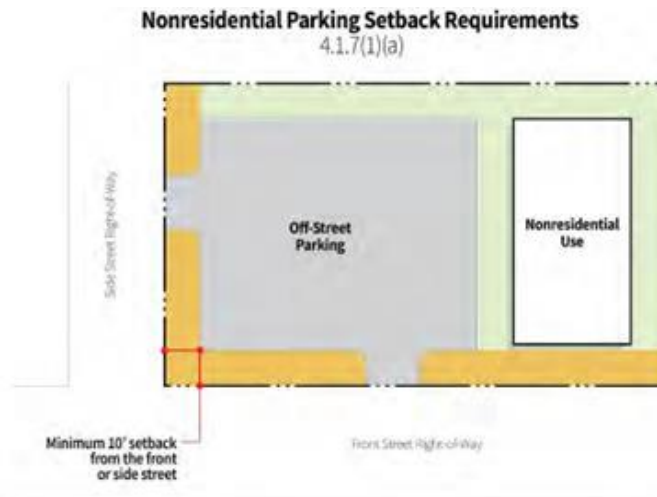 Nonresidential Parking Setback Requirements
4.1.7(1)(a)
Side Street Right-of-Way
Off-Street
Parking
Nonresidential
Use
Minimum 10' setback
from the front
or side street
Front Street Right-of-Way